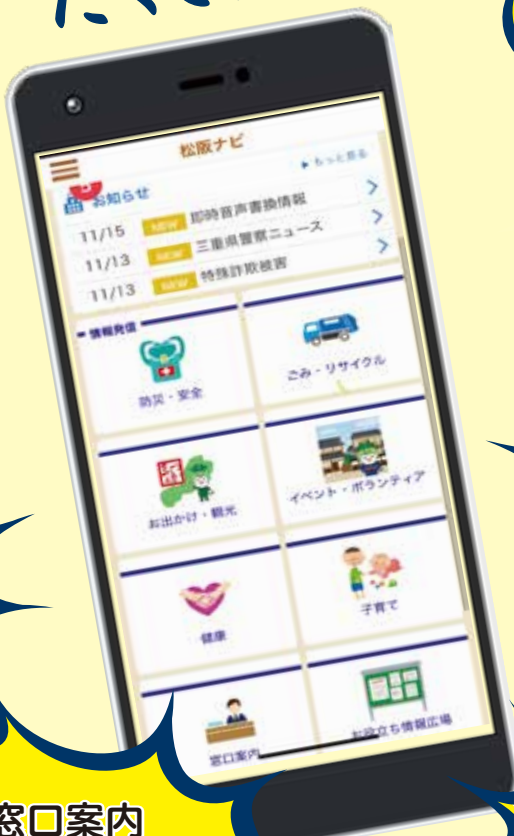 松阪ナビ
お知らせ
▶もっと見る
11/15 NEW 即時音声書換情報
11/13 NEW 三重県警察ニュース
11/13 NEW 特殊詐欺被害
情報発信
防災・安全
ごみ・リサイクル
お出かけ・観光
イベント・ボランティア
健康
子育て
窓口案内
お役立ち情報広場
窓口案内